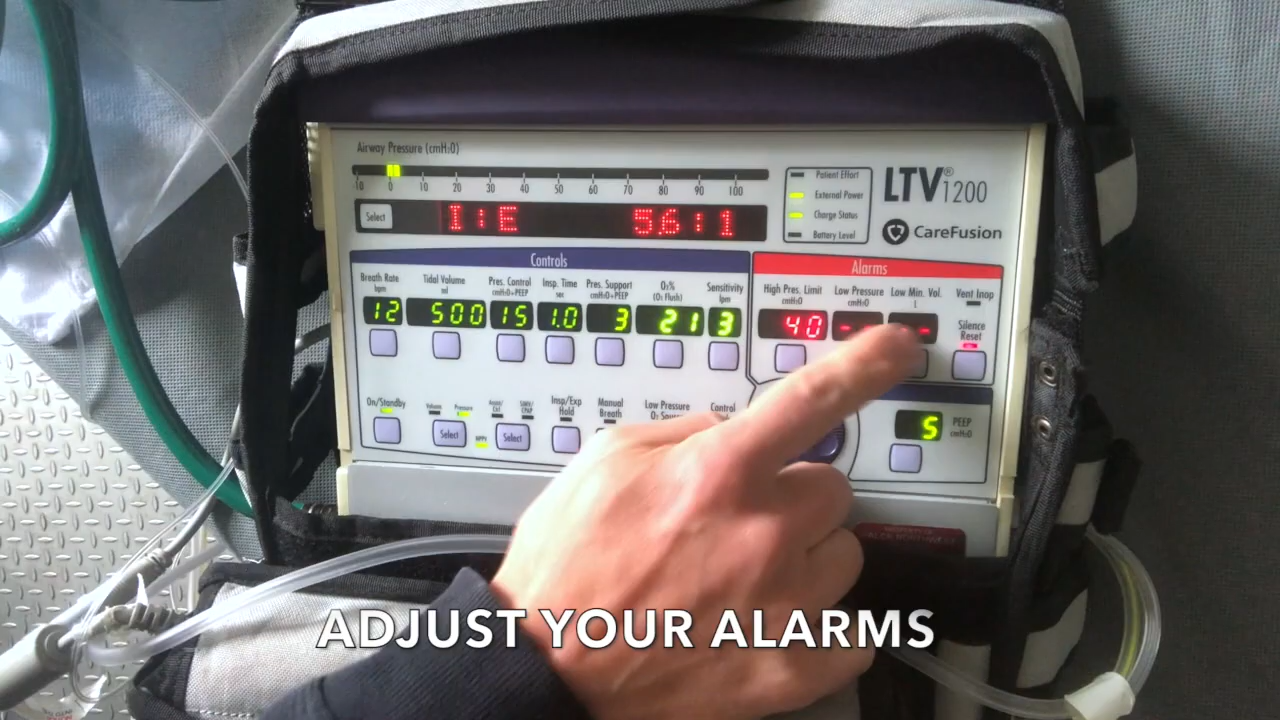 Airway Pressure (cmH2O)
10 0 10 20 30 40 50 60 70 80 90 100
Select
I:E 5.6:1
Patient Effort
External Power
Charge Status
Battery Level
LTV® 1200
CareFusion
Controls
Breath Rate
bpm
Tidal Volume
ml
Pres. Control
cmH2O+PEEP
Insp. Time
sec
Pres. Support
cmH2O+PEEP
O2%
(O2 Flush)
Sensitivity
lpm
12 500 15 1.0 3 21 3
Alarms
High Pres. Limit
cmH2O
Low Pressure
cmH2O
Low Min. Vol.
L
Vent Inop
40
Silence
Reset
On/Standby
Volume
Pressure
Select
NPPV
Assist/
Ctrl
SIMV/
CPAP
Select
Insp/Exp
Hold
Manual
Breath
Low Pressure
O2
Control
5
PEEP
cmH2O
ADJUST YOUR ALARMS